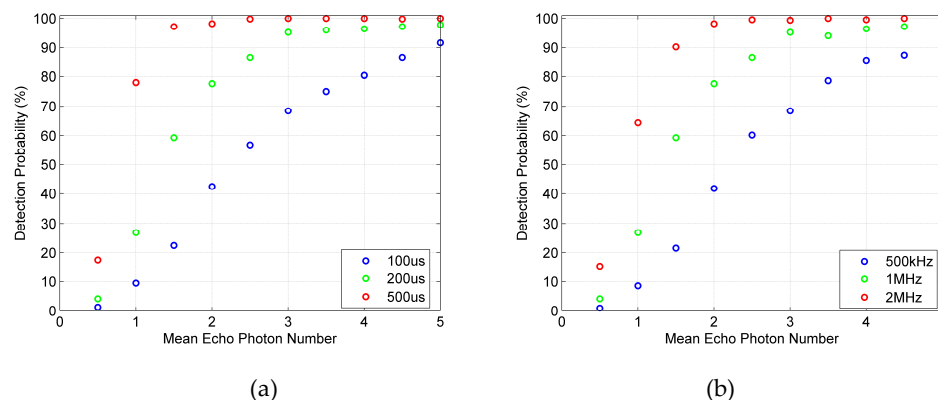 100
90
80
70
60
50
40
30
20
10
0
Detection Probability (%)
0 1 2 3 4 5
Mean Echo Photon Number
100us
200us
500us
(a)
100
90
80
70
60
50
40
30
20
10
0
Detection Probability (%)
0 1 2 3 4
Mean Echo Photon Number
500kHz
1MHz
2MHz
(b)